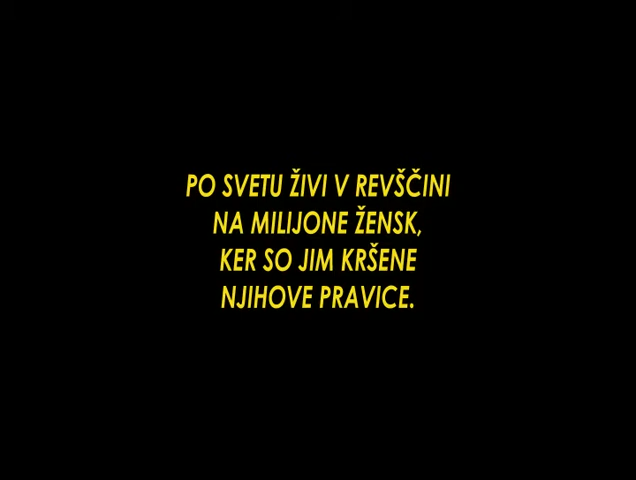 PO SVETU ŽIVI V REVŠČINI
NA MILIJONE ŽENSK,
KER SO JIM KRŠENE
NJIHOVE PRAVICE.